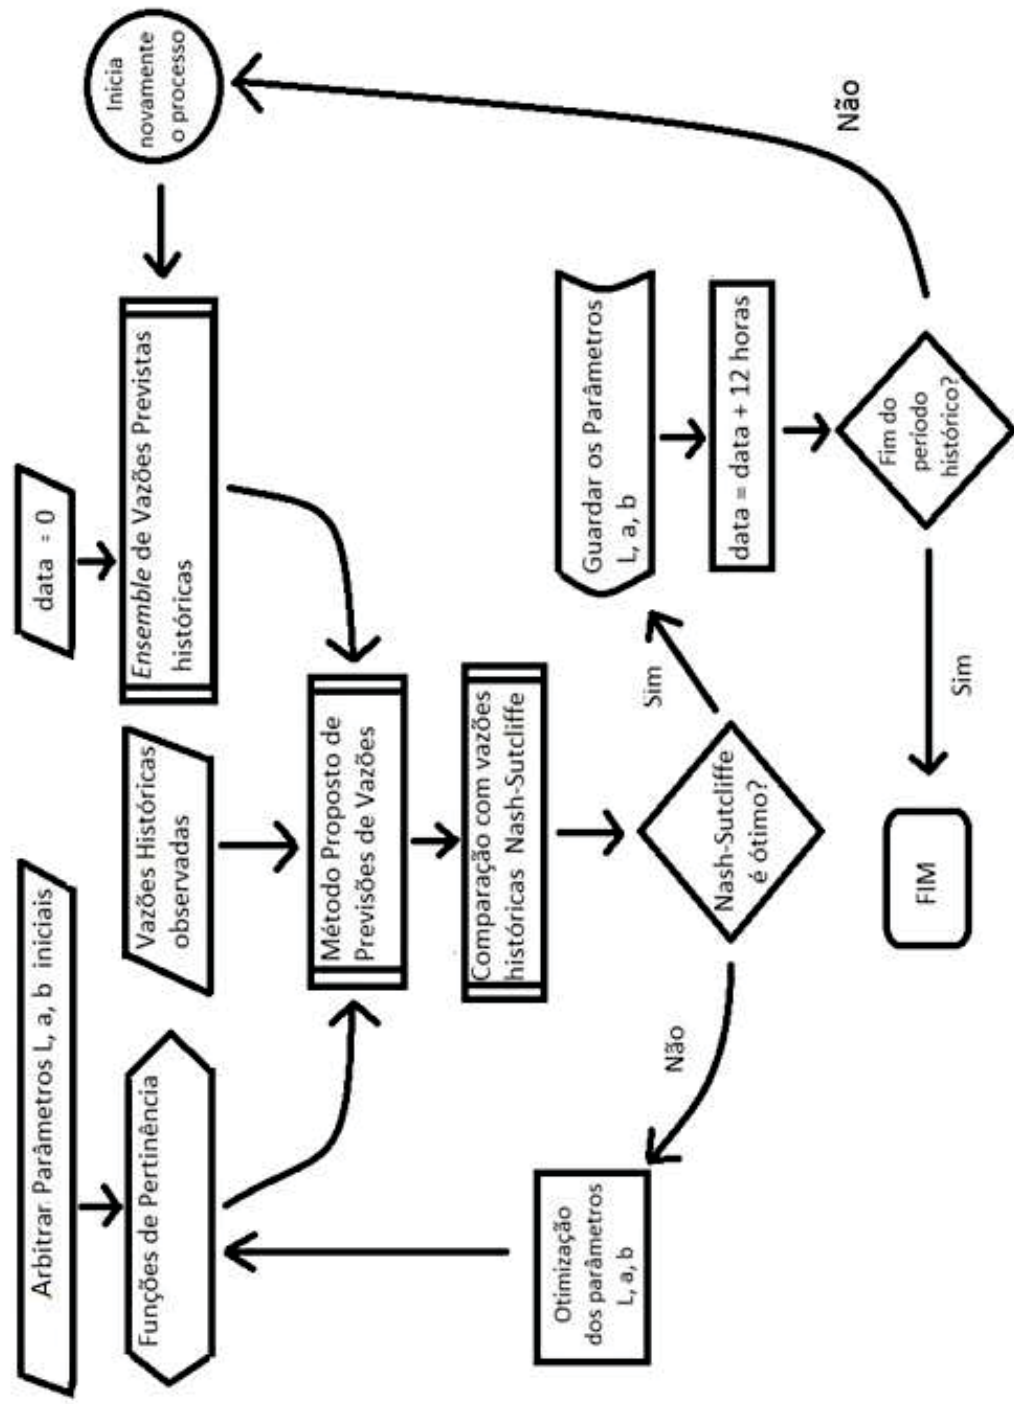 Arbitrar Parâmetros L, a, b iniciais
data = 0
Funções de Pertinência
Vazões Históricas
observadas
Ensemble de Vazões Previstas
históricas
Inicia
novamente
o processo
Método Proposto de
Previsões de Vazão
Comparação com vazões
históricas Nash-Sutcliffe
Otimização
dos parâmetros
L, a, b
Não
Nash-Sutcliffe
é ótimo?
Sim
Guardar os Parâmetros
L, a, b
data = data + 12 horas
Fim do
período
histórico?
Não
Sim
FIM